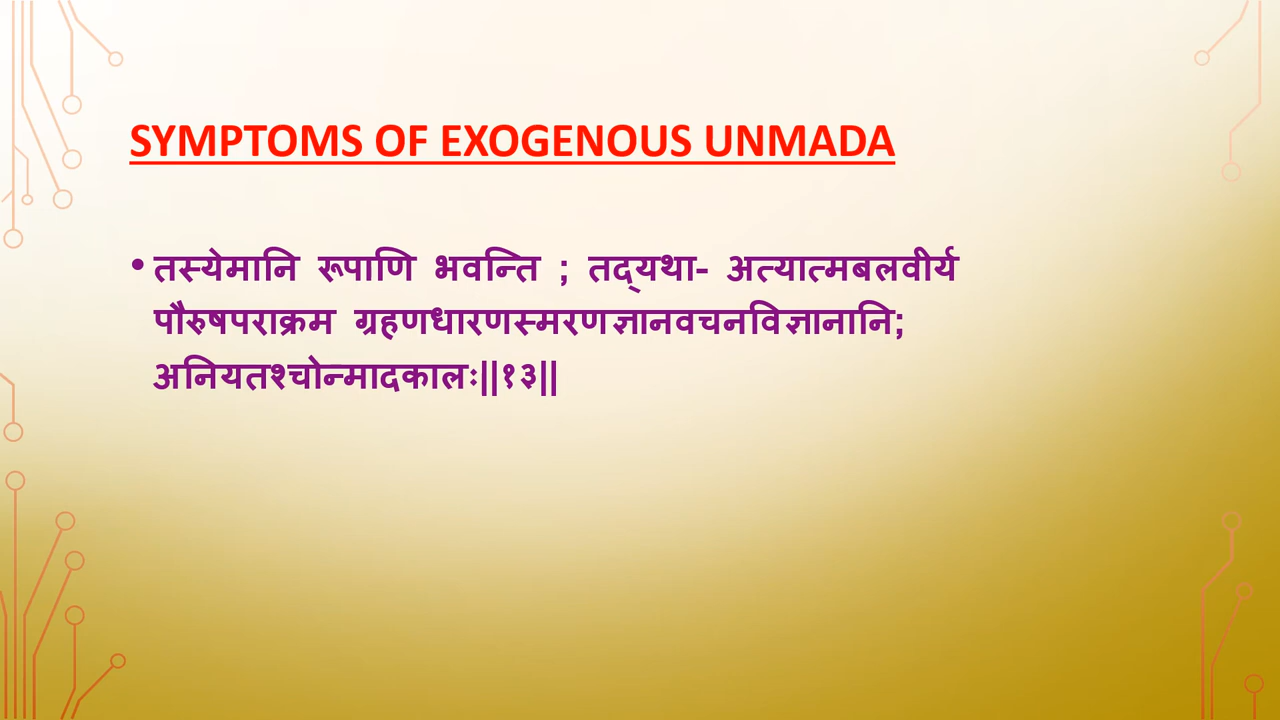 SYMPTOMS OF EXOGENOUS UNMADA
• तस्येमानि रूपाणि भवन्ति ; तद्यथा- अत्यात्मबलवीर्य
पौरुषपराक्रम ग्रहणधारणस्मरणज्ञानवचनविज्ञानानि;
अनियतश्चोन्मादकालः||१३||